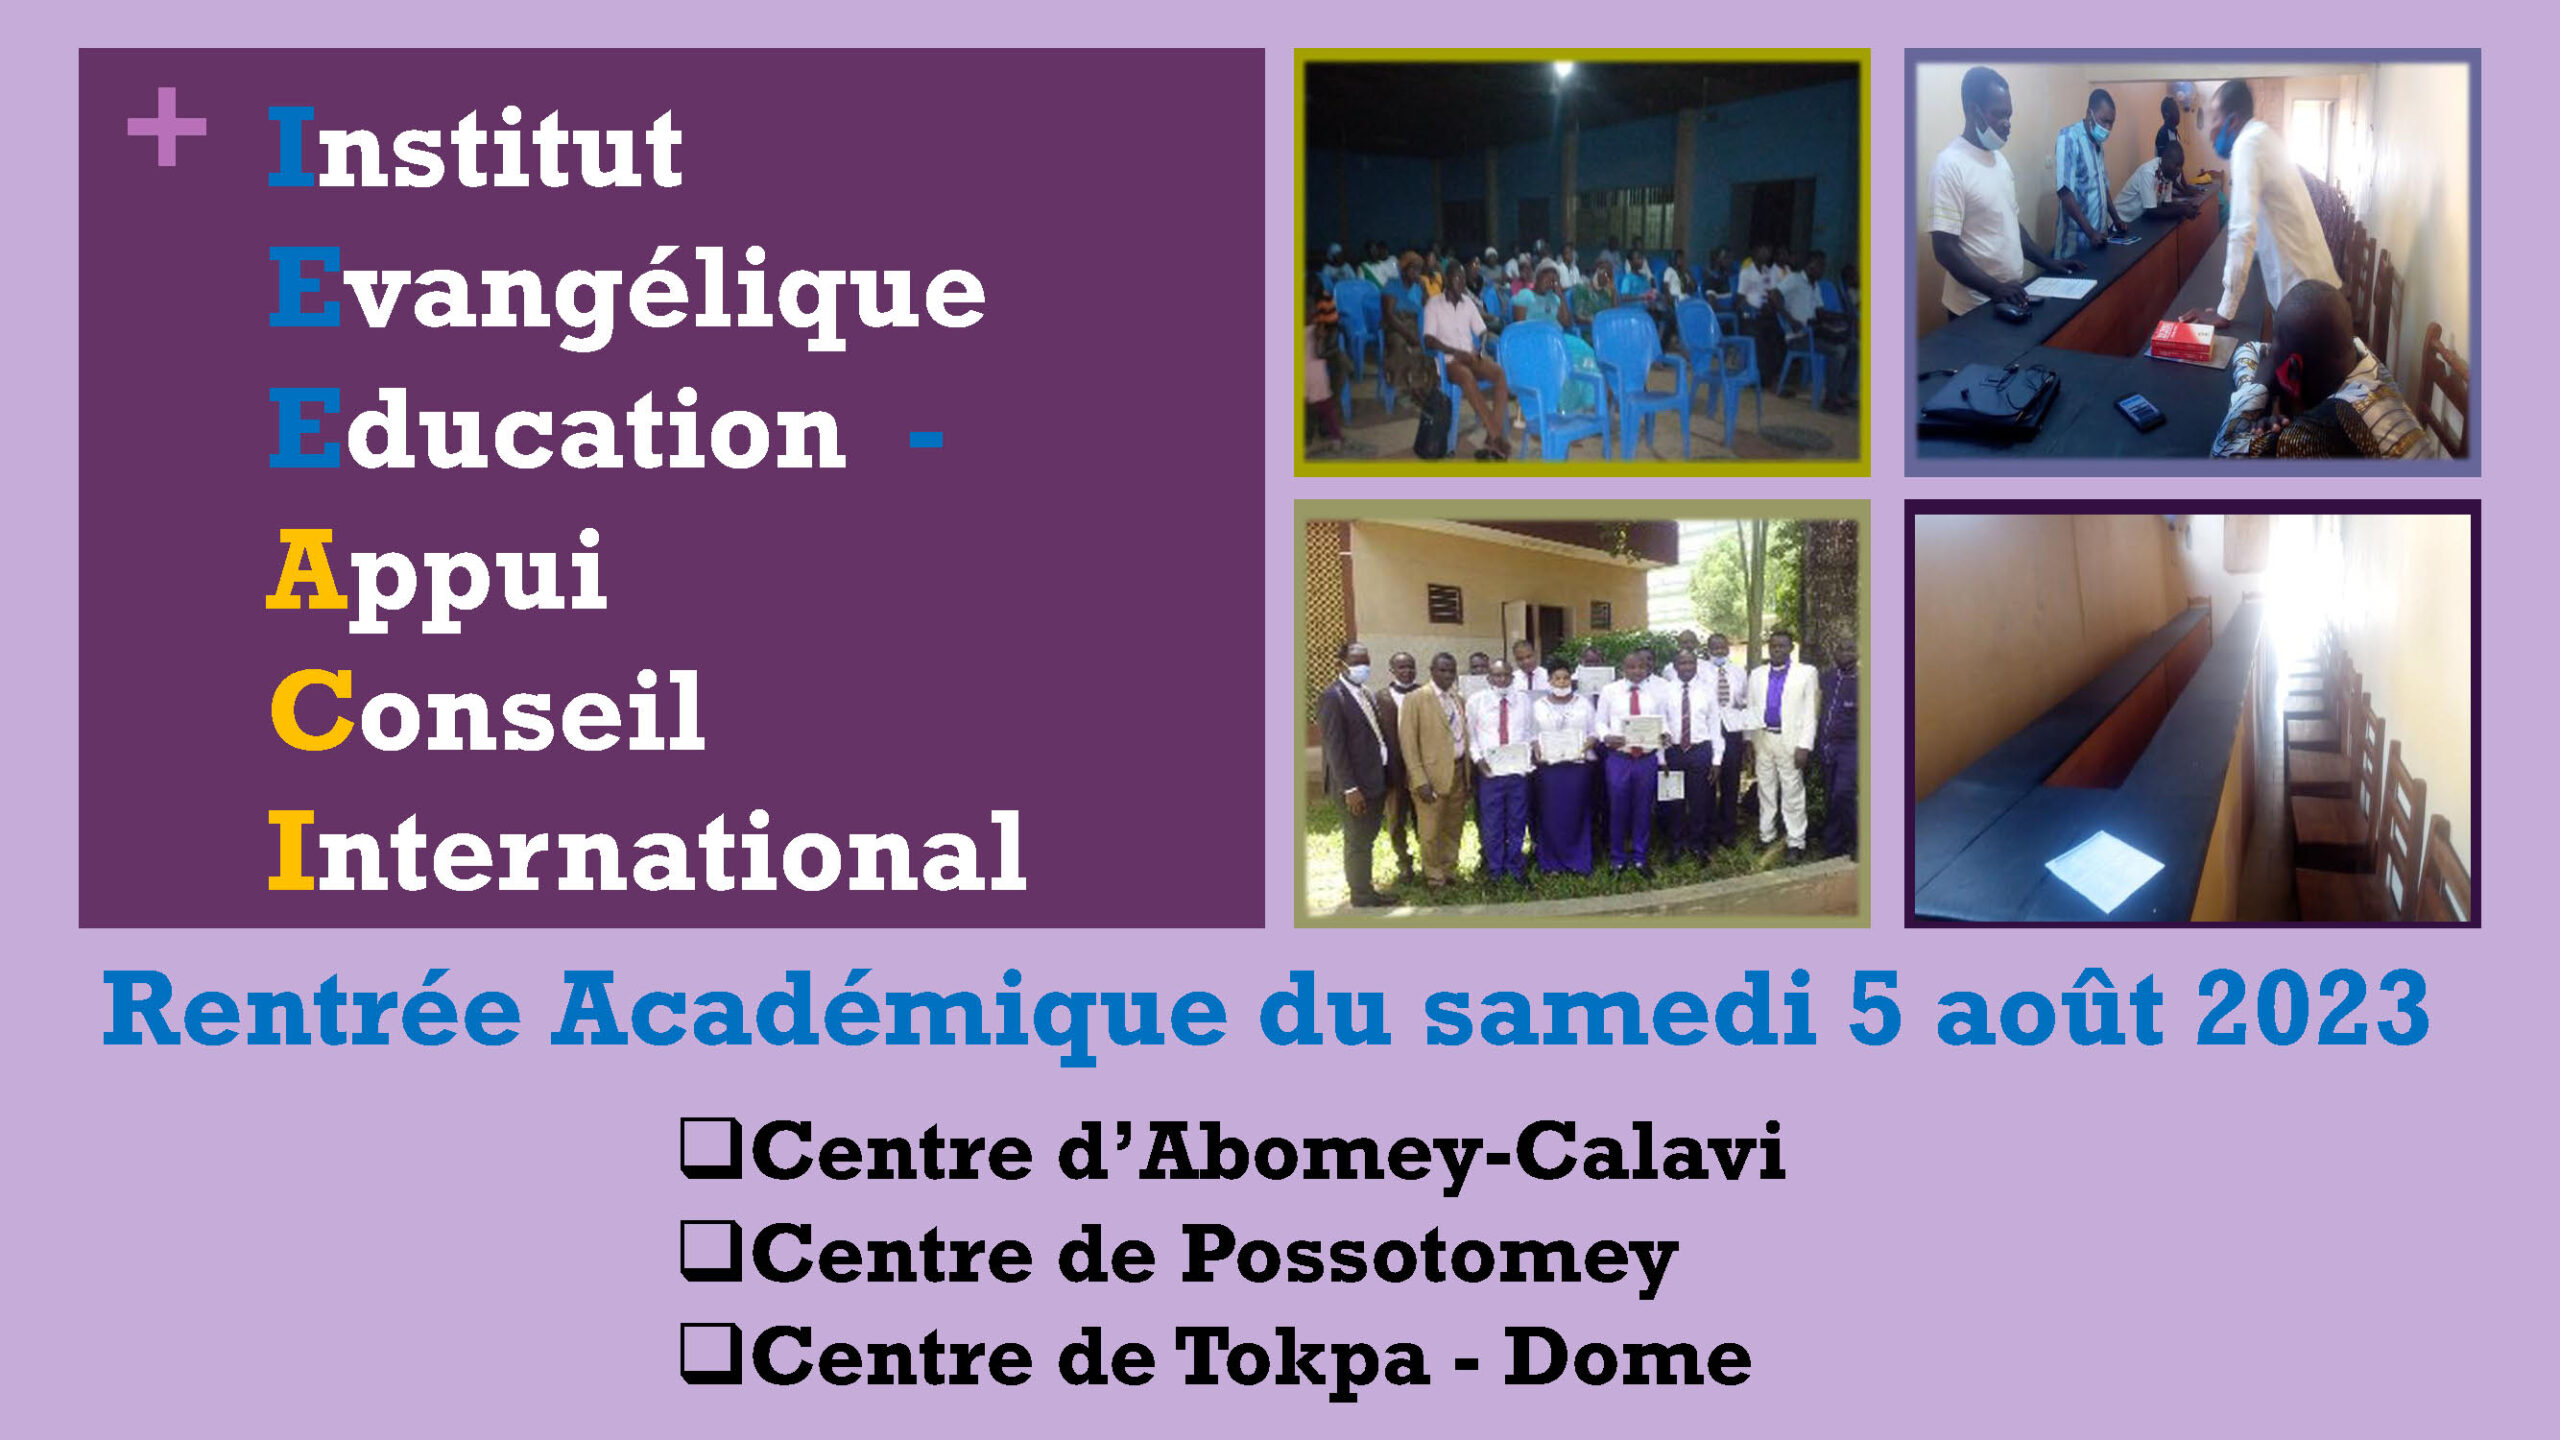 + Institut
Evangélique
Education -
Appui
Conseil
International
Rentrée Académique du samedi 5 août 2023
❑Centre d’Abomey-Calavi
❑Centre de Possotomey
❑Centre de Tokpa - Dome